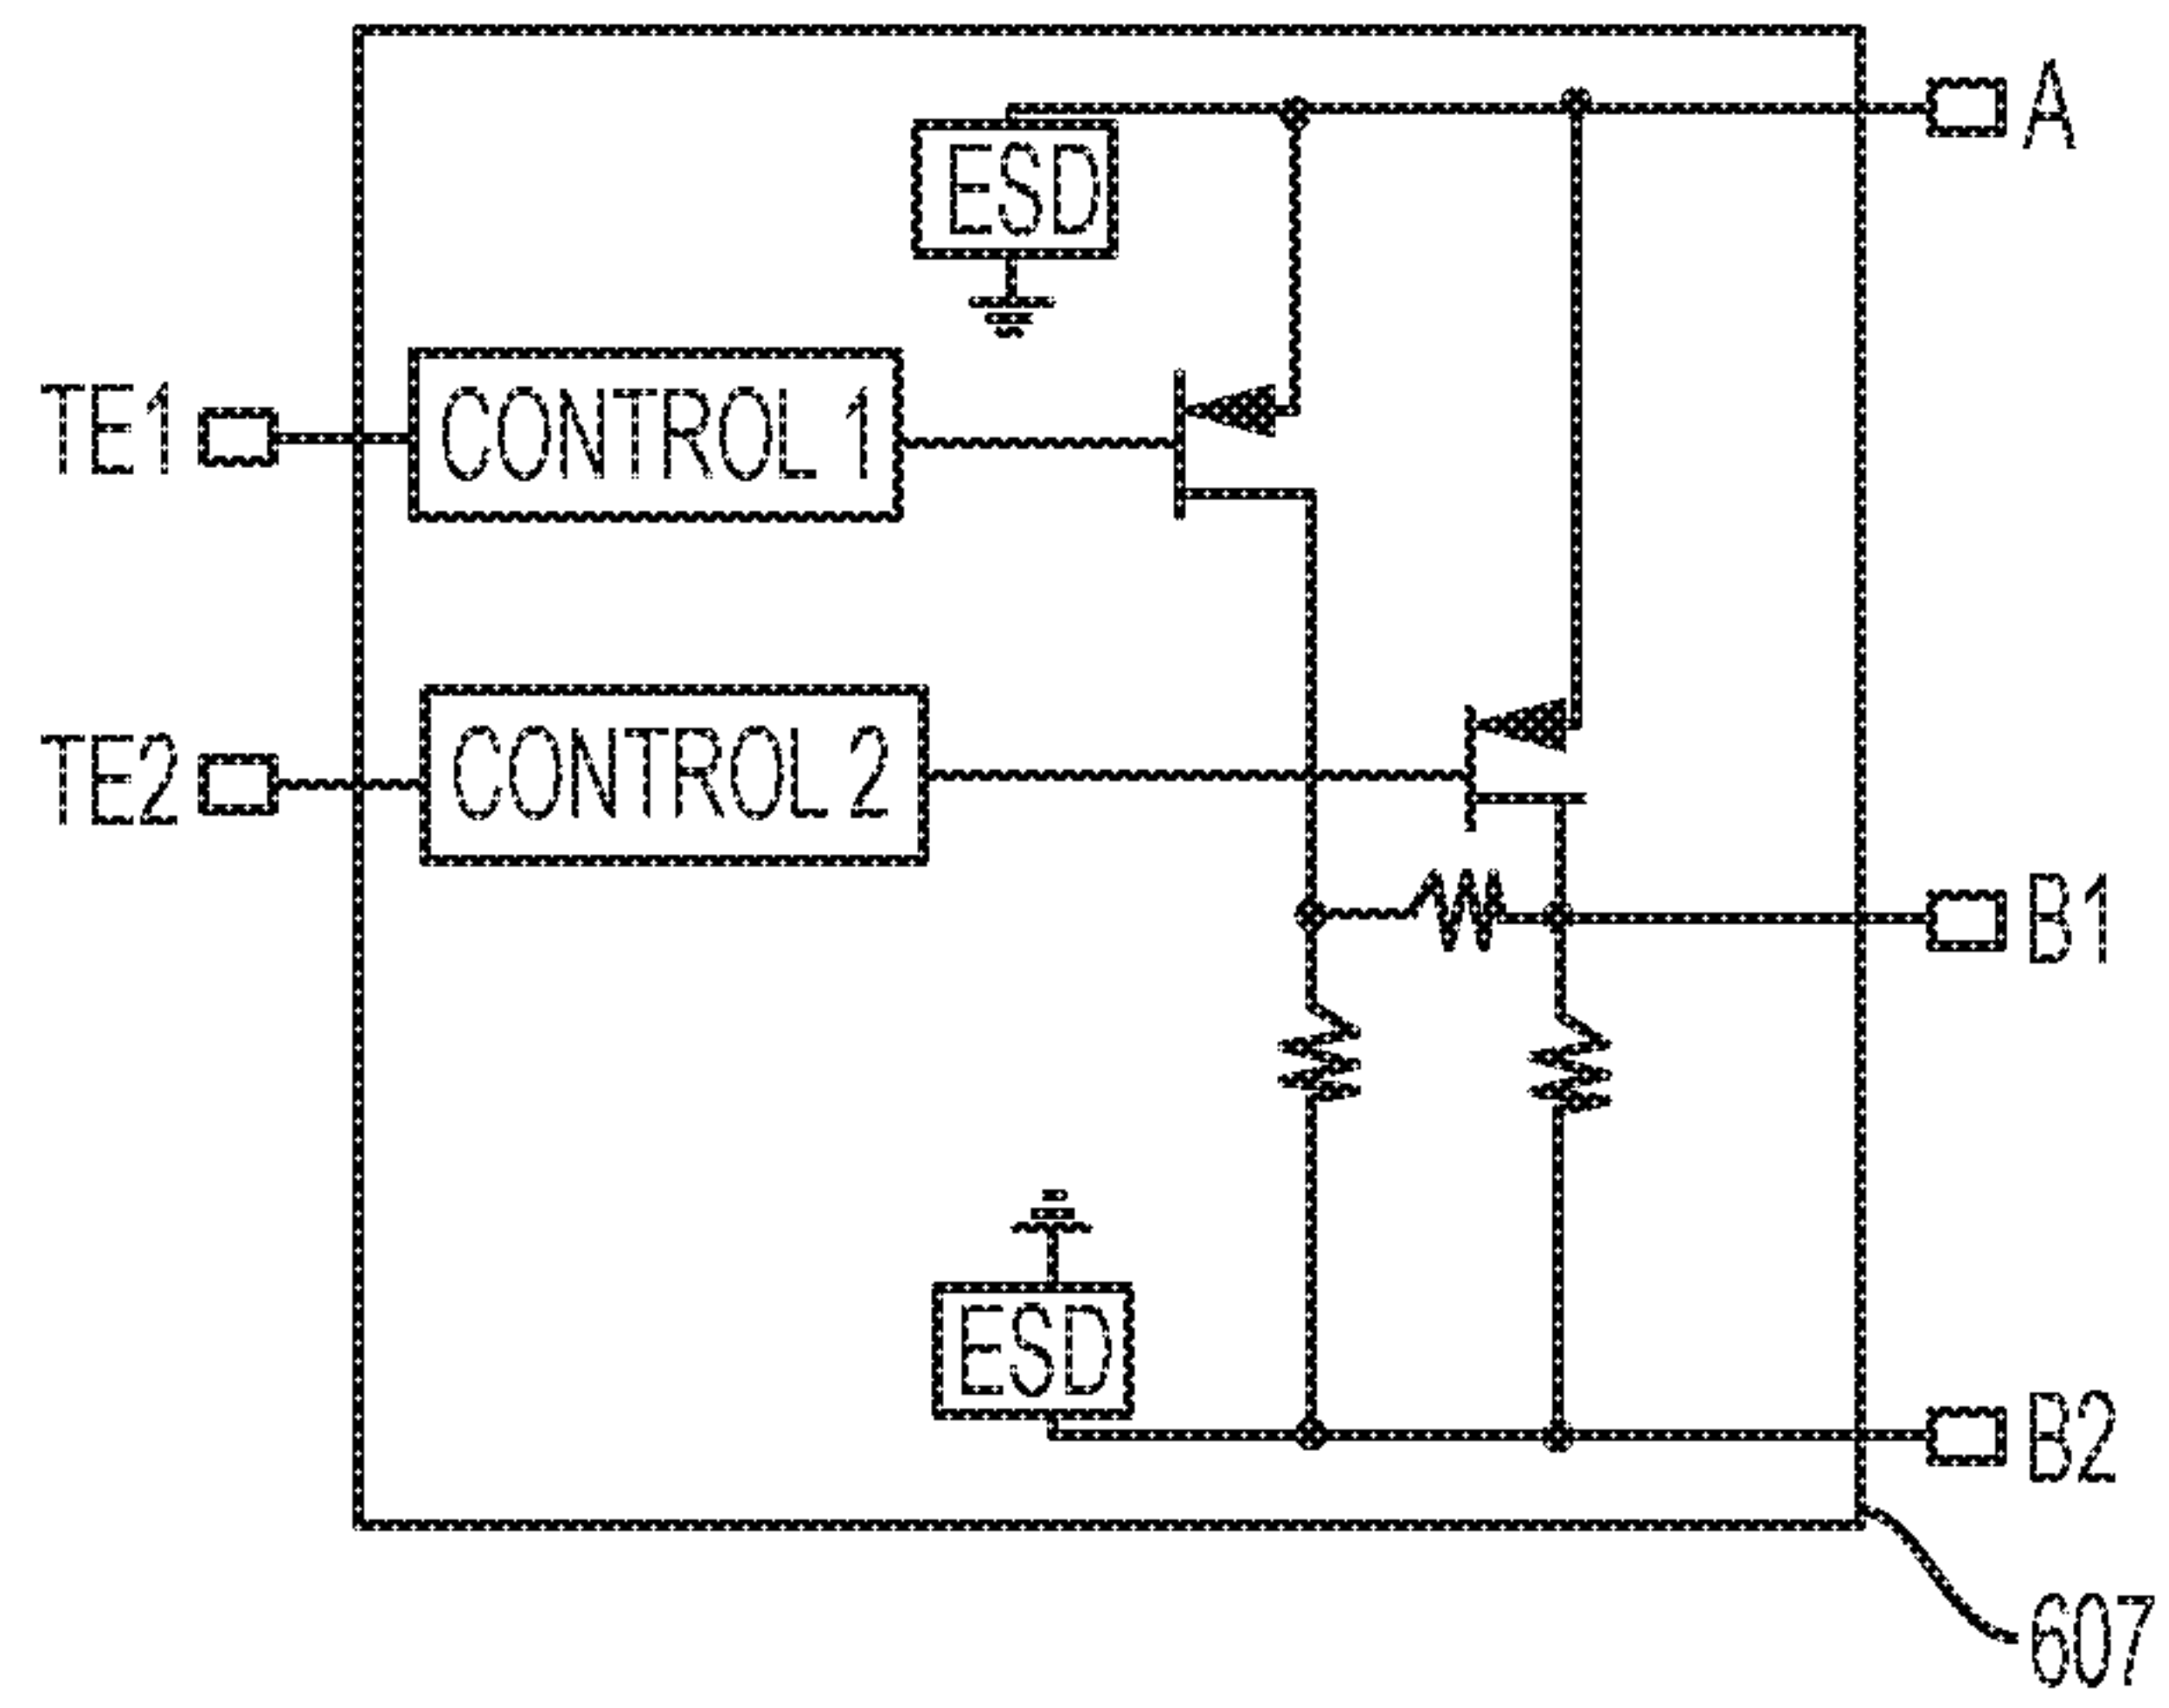 A
ESD
TE1
CONTROL 1
TE2
CONTROL 2
B1
ESD
B2
607